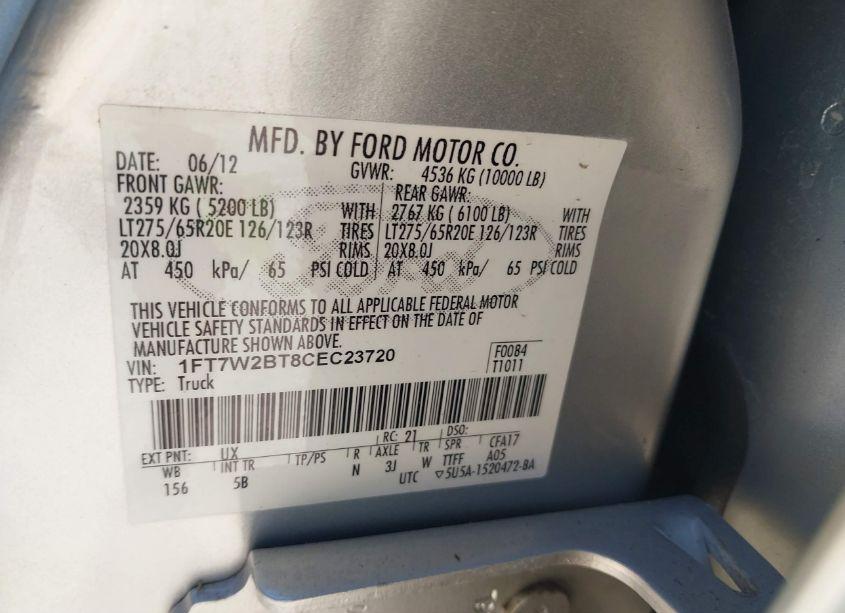 MFD. BY FORD MOTOR CO.
DATE: 06/12 GVWR: 4536 KG (10000 LB)
FRONT GAWR: REAR GAWR:
2359 KG ( 5200 LB) WITH 2767 KG ( 6100 LB) WITH
LT275/65R20E 126/123R TIRES LT275/65R20E 126/123R TIRES
20X8.0J RIMS 20X8.0J RIMS
AT 450 kPa/ 65 PSI COLD AT 450 kPa/ 65 PSI COLD
THIS VEHICLE CONFORMS TO ALL APPLICABLE FEDERAL MOTOR
VEHICLE SAFETY STANDARDS IN EFFECT ON THE DATE OF
MANUFACTURE SHOWN ABOVE.
VIN: 1FT7W2BT8CEC23720 F0084
TYPE: Truck T1011
RC: 21 DSO:
EXT PNT: UX
WB INT TR TP/PS R AXLE TR SPR CFA17
156 5B N 3J W TTFF A05
UTC ▽5U5A-1520472-BA